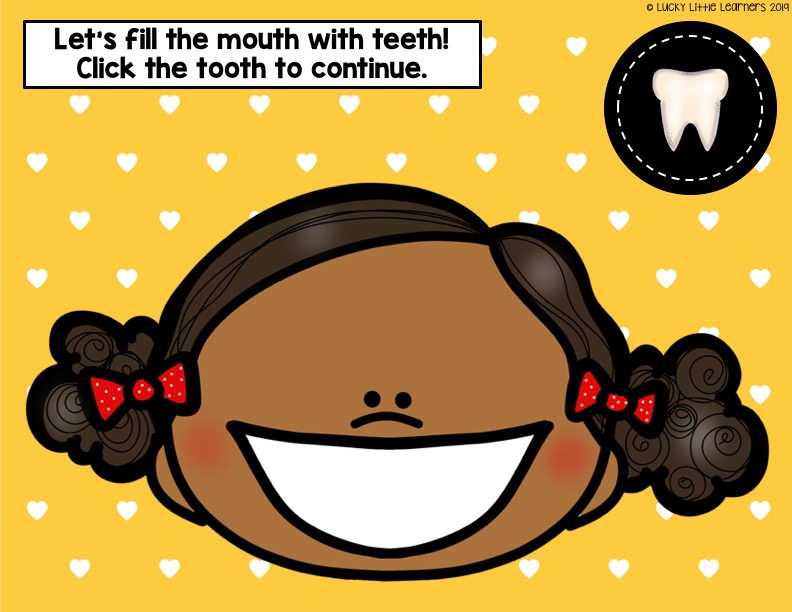 © Lucky Little Learners 2019
Let's fill the mouth with teeth!
Click the tooth to continue.